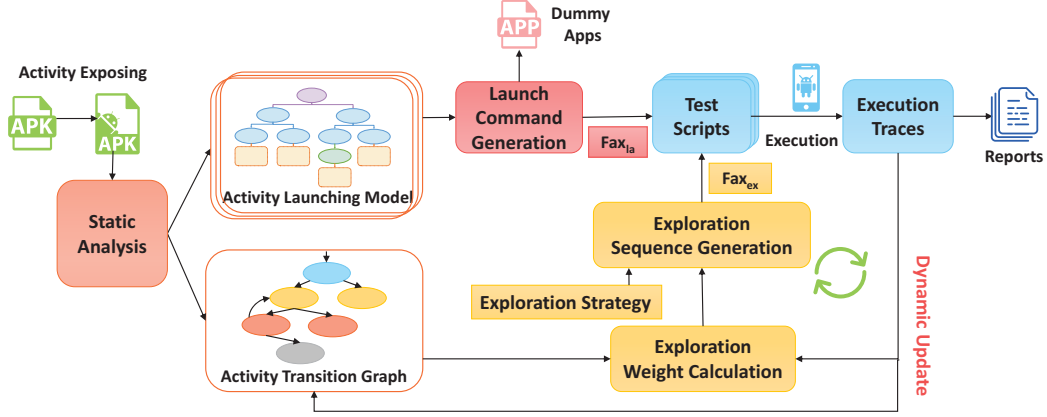 Activity Exposing
APK
APK
Static
Analysis
Activity Launching Model
Activity Transition Graph
APP
Dummy
Apps
Launch
Command
Generation
Fax_la
Test
Scripts
Execution
Execution
Traces
Reports
Fax_ex
Exploration
Sequence Generation
Exploration Strategy
Exploration
Weight Calculation
Dynamic Update